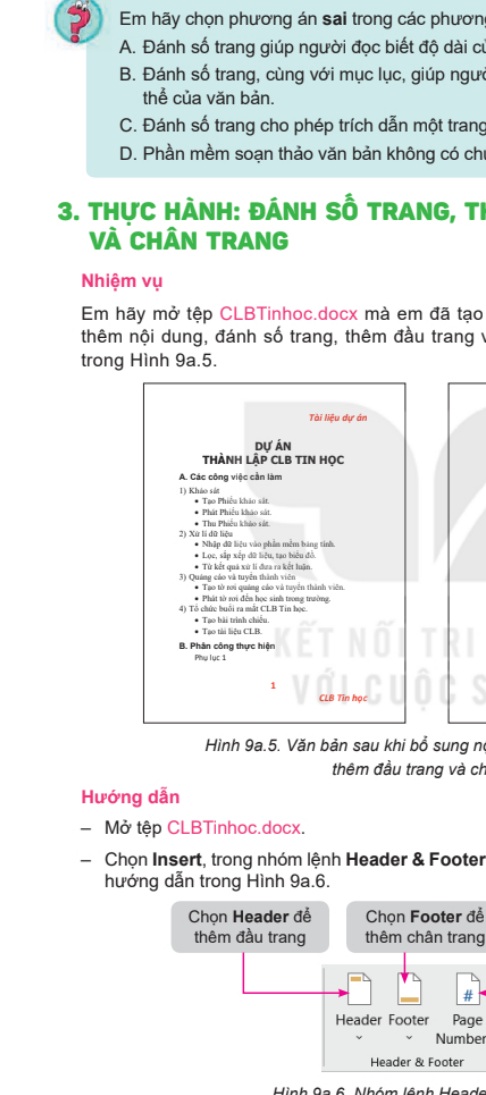 Em hãy chọn phương án sai trong các phương
A. Đánh số trang giúp người đọc biết độ dài củ
B. Đánh số trang, cùng với mục lục, giúp ngườ
thể của văn bản.
C. Đánh số trang cho phép trích dẫn một trang
D. Phần mềm soạn thảo văn bản không có chứ
3. THỰC HÀNH: ĐÁNH SỐ TRANG, TH
VÀ CHÂN TRANG
Nhiệm vụ
Em hãy mở tệp CLBTinhoc.docx mà em đã tạo
thêm nội dung, đánh số trang, thêm đầu trang v
trong Hình 9a.5.
Tài liệu dự án
DỰ ÁN
THÀNH LẬP CLB TIN HỌC
A. Các công việc cần làm
1) Khảo sát
• Tạo Phiếu khảo sát.
• Phát Phiếu khảo sát.
• Thu Phiếu khảo sát.
2) Xử lí dữ liệu
• Nhập dữ liệu vào phần mềm bảng tính.
• Lọc, sắp xếp dữ liệu, tạo biểu đồ.
• Từ kết quả xử lí đưa ra kết luận.
3) Quảng cáo và tuyển thành viên
• Tạo tờ rơi quảng cáo và tuyển thành viên.
• Phát tờ rơi đến học sinh trong trường.
4) Tổ chức buổi ra mắt CLB Tin học.
• Tạo bài trình chiếu.
• Tạo tài liệu CLB.
B. Phân công thực hiện
Phụ lục 1
1
CLB Tin học
KẾT NỐI TRI
VỚI CUỘC S
Hình 9a.5. Văn bản sau khi bổ sung nộ
thêm đầu trang và ch
Hướng dẫn
– Mở tệp CLBTinhoc.docx.
– Chọn Insert, trong nhóm lệnh Header & Footer
hướng dẫn trong Hình 9a.6.
Chọn Header để
thêm đầu trang
Chọn Footer để
thêm chân trang
Header Footer Page
Number
Header & Footer
Hình 9a.6. Nhóm lệnh Heade